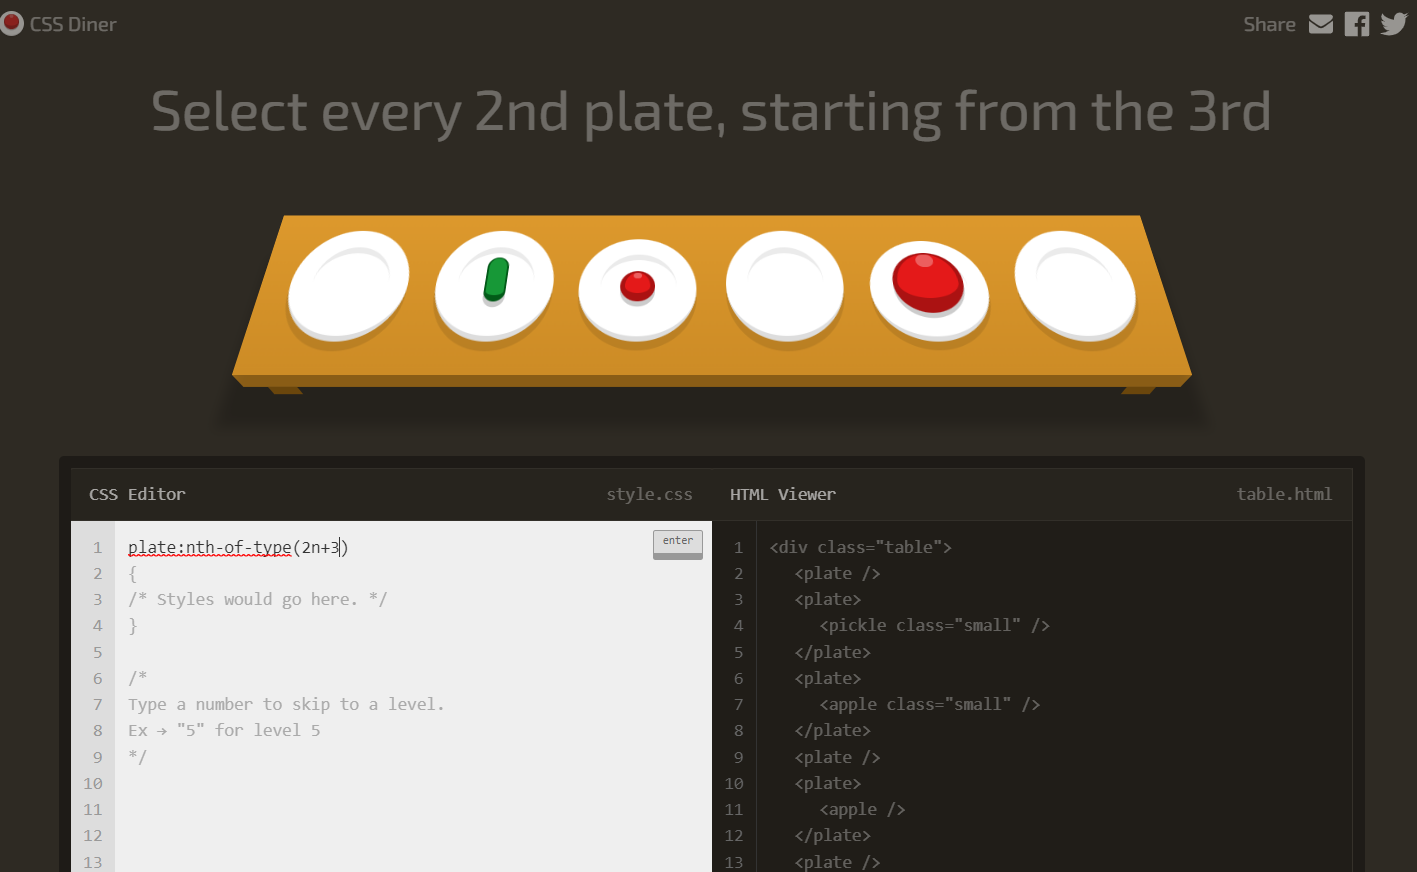 CSS Diner
Share
Select every 2nd plate, starting from the 3rd
CSS Editor
style.css
HTML Viewer
table.html
1 plate:nth-of-type(2n+3)
enter
2 {
3 /* Styles would go here. */
4 }
5
6 /*
7 Type a number to skip to a level.
8 Ex → "5" for level 5
9 */
10
11
12
13
1 <div class="table">
2 <plate />
3 <plate>
4 <pickle class="small" />
5 </plate>
6 <plate>
7 <apple class="small" />
8 </plate>
9 <plate />
10 <plate>
11 <apple />
12 </plate>
13 <plate />